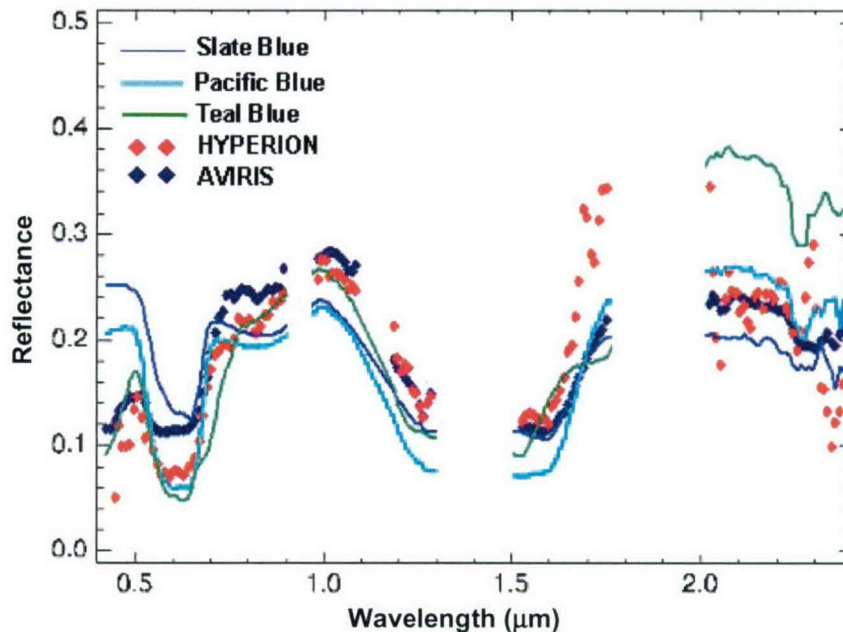 0.5
0.4
0.3
0.2
0.1
0.0
Reflectance
Slate Blue
Pacific Blue
Teal Blue
HYPERION
AVIRIS
0.5 1.0 1.5 2.0
Wavelength (µm)